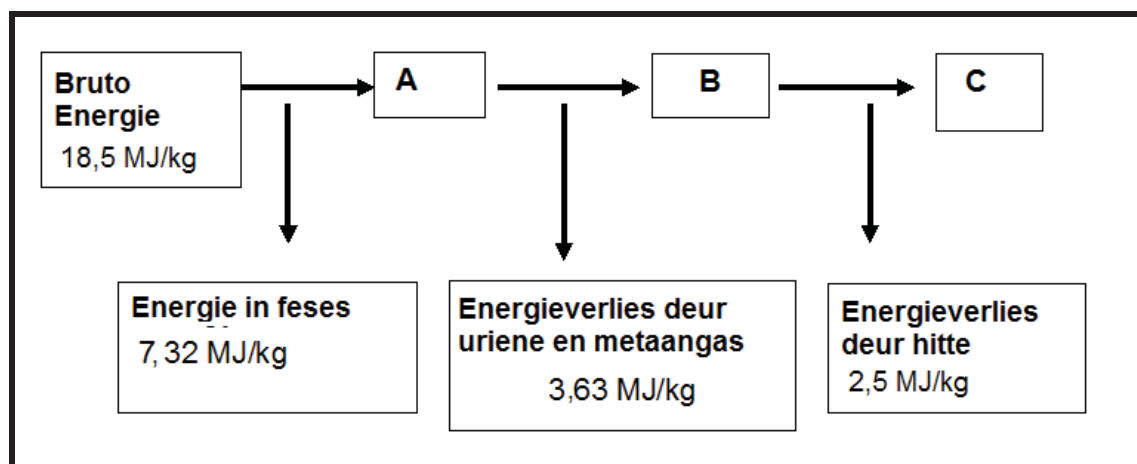 Bruto
Energie
18,5 MJ/kg
A
B
C
Energie in feses
7,32 MJ/kg
Energieverlies deur
uriene en metaangas
3,63 MJ/kg
Energieverlies
deur hitte
2,5 MJ/kg